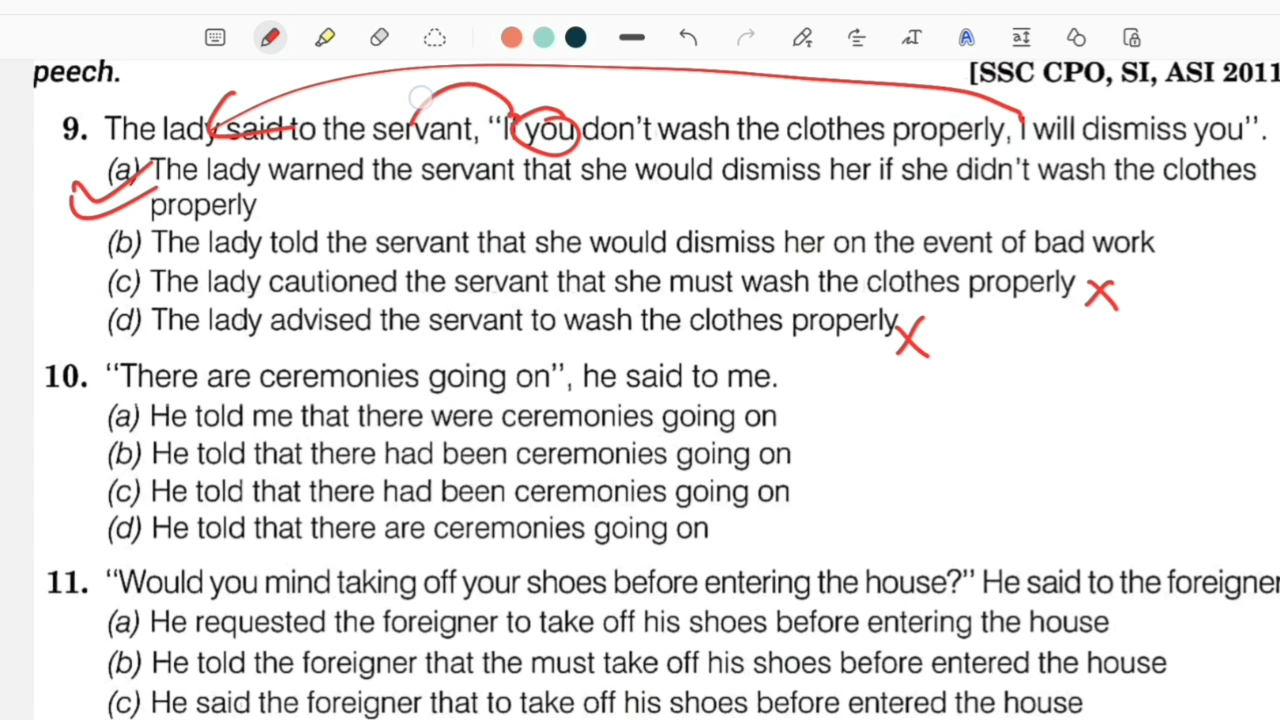 peech. [SSC CPO, SI, ASI 2011
9. The lady said to the servant, “If you don’t wash the clothes properly, I will dismiss you”.
(a) The lady warned the servant that she would dismiss her if she didn’t wash the clothes
properly
(b) The lady told the servant that she would dismiss her on the event of bad work
(c) The lady cautioned the servant that she must wash the clothes properly
(d) The lady advised the servant to wash the clothes properly
10. “There are ceremonies going on”, he said to me.
(a) He told me that there were ceremonies going on
(b) He told that there had been ceremonies going on
(c) He told that there had been ceremonies going on
(d) He told that there are ceremonies going on
11. “Would you mind taking off your shoes before entering the house?” He said to the foreigner
(a) He requested the foreigner to take off his shoes before entering the house
(b) He told the foreigner that the must take off his shoes before entered the house
(c) He said the foreigner that to take off his shoes before entered the house